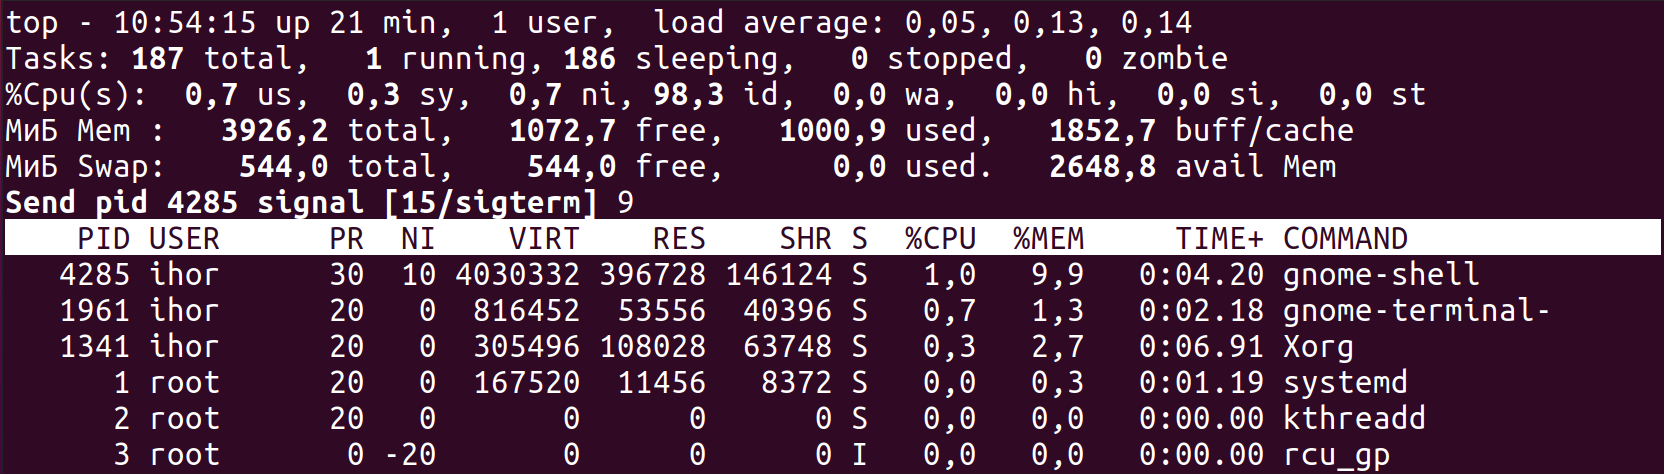 top - 10:54:15 up 21 min,  1 user,  load average: 0,05, 0,13, 0,14
Tasks: 187 total,   1 running, 186 sleeping,   0 stopped,   0 zombie
%Cpu(s):  0,7 us,  0,3 sy,  0,7 ni, 98,3 id,  0,0 wa,  0,0 hi,  0,0 si,  0,0 st
МиБ Mem :   3926,2 total,   1072,7 free,   1000,9 used,   1852,7 buff/cache
МиБ Swap:    544,0 total,    544,0 free,      0,0 used.   2648,8 avail Mem
Send pid 4285 signal [15/sigterm] 9
    PID USER      PR  NI    VIRT    RES    SHR S  %CPU  %MEM     TIME+ COMMAND
   4285 ihor      30  10 4030332 396728 146124 S   1,0   9,9   0:04.20 gnome-shell
   1961 ihor      20   0  816452  53556  40396 S   0,7   1,3   0:02.18 gnome-terminal-
   1341 ihor      20   0  305496 108028  63748 S   0,3   2,7   0:06.91 Xorg
      1 root      20   0  167520  11456   8372 S   0,0   0,3   0:01.19 systemd
      2 root      20   0       0      0      0 S   0,0   0,0   0:00.00 kthreadd
      3 root       0 -20       0      0      0 I   0,0   0,0   0:00.00 rcu_gp